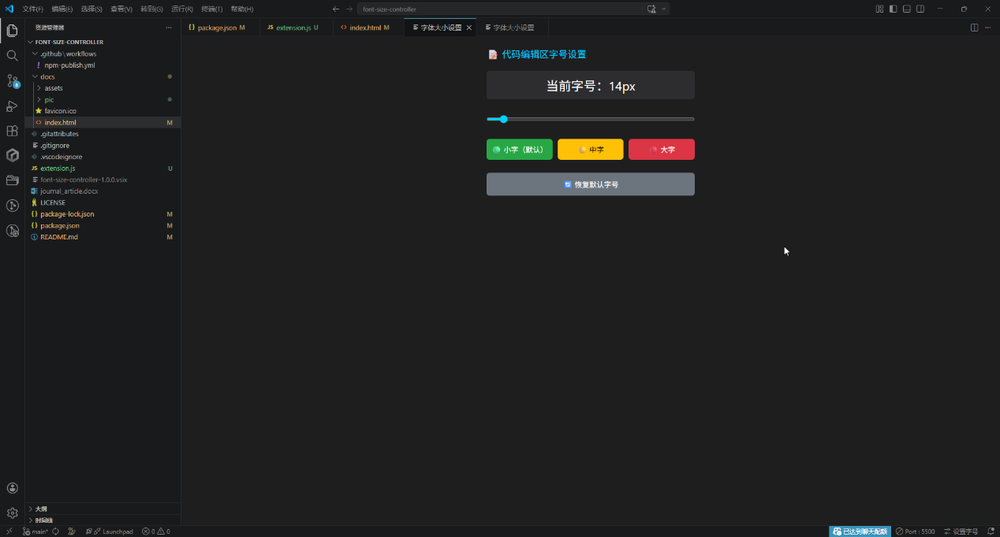 文件(F) 编辑(E) 选择(S) 查看(V) 转到(G) 运行(R) 终端(T) 帮助(H)
font-size-controller
资源管理器
FONT-SIZE-CONTROLLER
.github\workflows
npm-publish.yml
docs
assets
pic
favicon.ico
index.html M
.gitattributes
.gitignore
.vscodeignore
JS extension.js U
font-size-controller-1.0.0.vsix
journal_article.docx
LICENSE
{} package-lock.json M
{} package.json M
README.md M
大纲
时间线
{} package.json M
JS extension.js U
<> index.html M
字体大小设置
字体大小设置
代码编辑区字号设置
当前字号：14px
小字（默认）
中字
大字
恢复默认字号
main*
Launchpad
0 0
已达到聊天配额
Port : 5500
设置字号